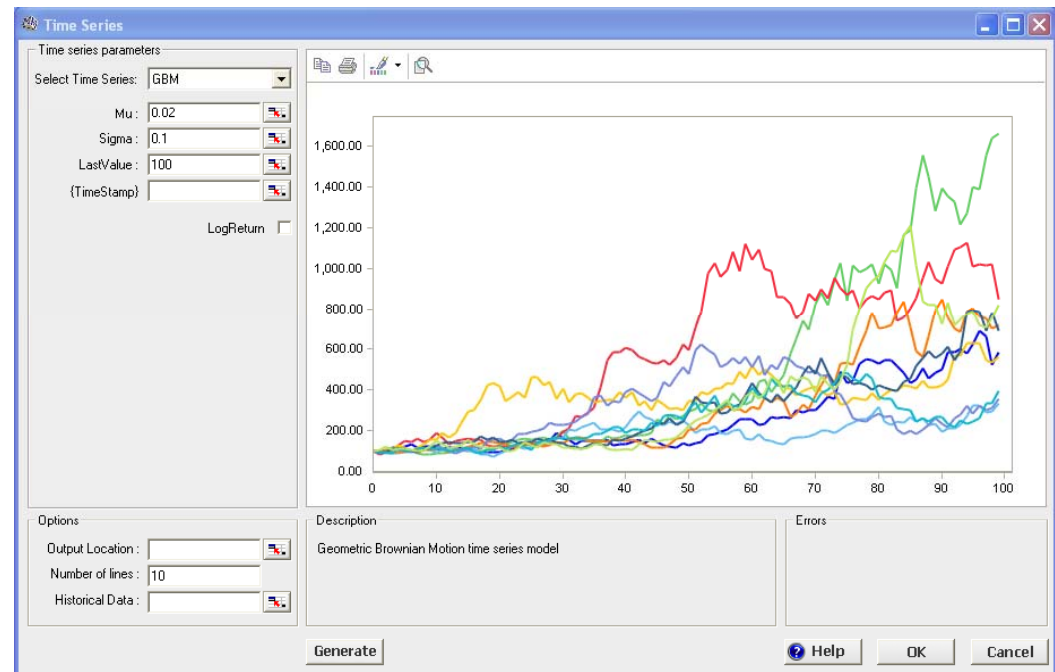 Time Series
Time series parameters
Select Time Series: GBM
Mu : 0.02
Sigma : 0.1
LastValue : 100
{TimeStamp}
LogReturn
1,600.00
1,400.00
1,200.00
1,000.00
800.00
600.00
400.00
200.00
0.00
0 10 20 30 40 50 60 70 80 90 100
Options
Output Location :
Number of lines : 10
Historical Data :
Description
Geometric Brownian Motion time series model
Errors
Generate
? Help
OK
Cancel